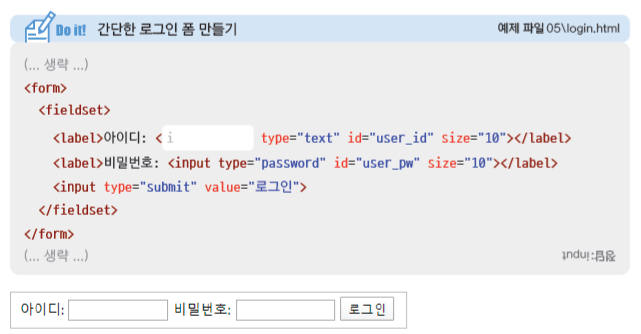 Do it! 간단한 로그인 폼 만들기 예제 파일 05\login.html
(... 생략 ...)
<form>
<fieldset>
<label>아이디: <i type="text" id="user_id" size="10"></label>
<label>비밀번호: <input type="password" id="user_pw" size="10"></label>
<input type="submit" value="로그인">
</fieldset>
</form>
(... 생략 ...) 정답: input
아이디: 비밀번호: 로그인